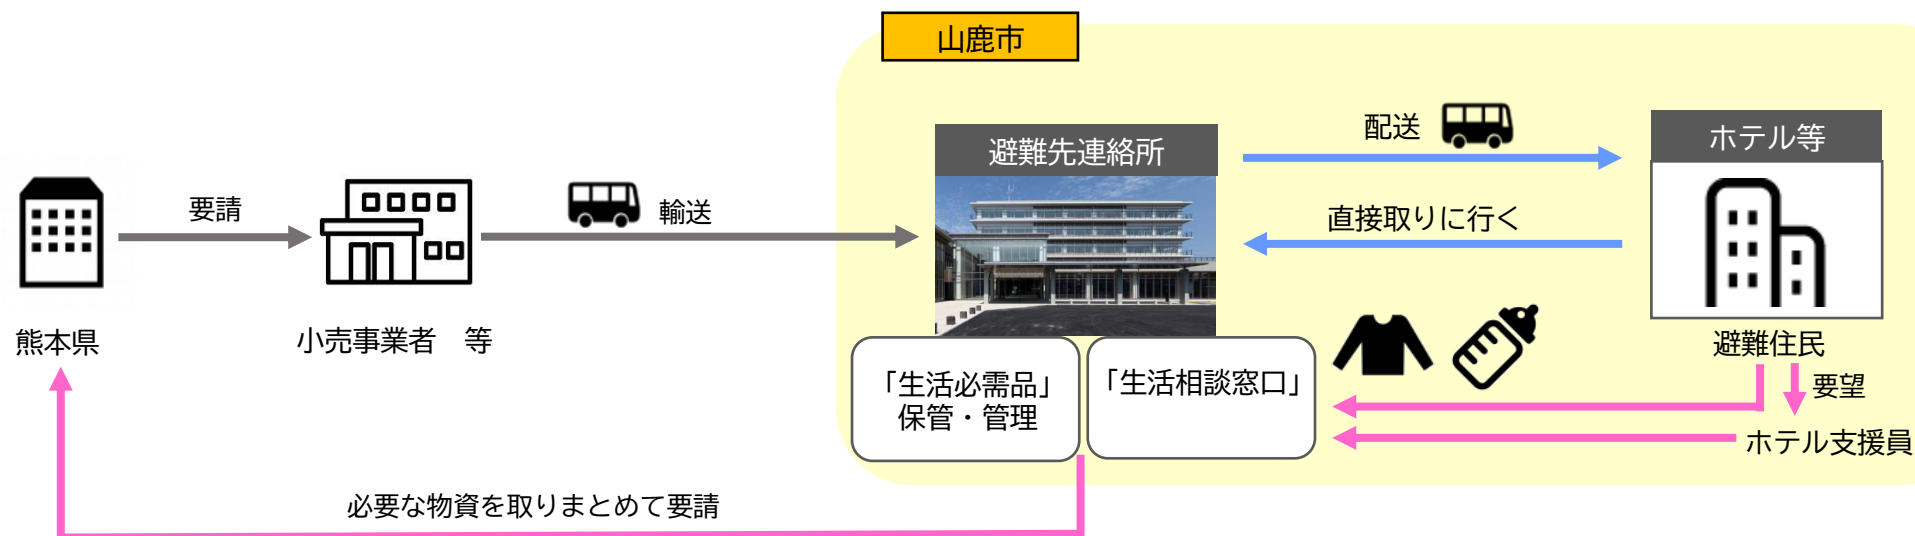 山鹿市
避難先連絡所
配送
ホテル等
要請
輸送
直接取りに行く
熊本県
小売事業者　等
「生活必需品」
保管・管理
「生活相談窓口」
避難住民
要望
ホテル支援員
必要な物資を取りまとめて要請